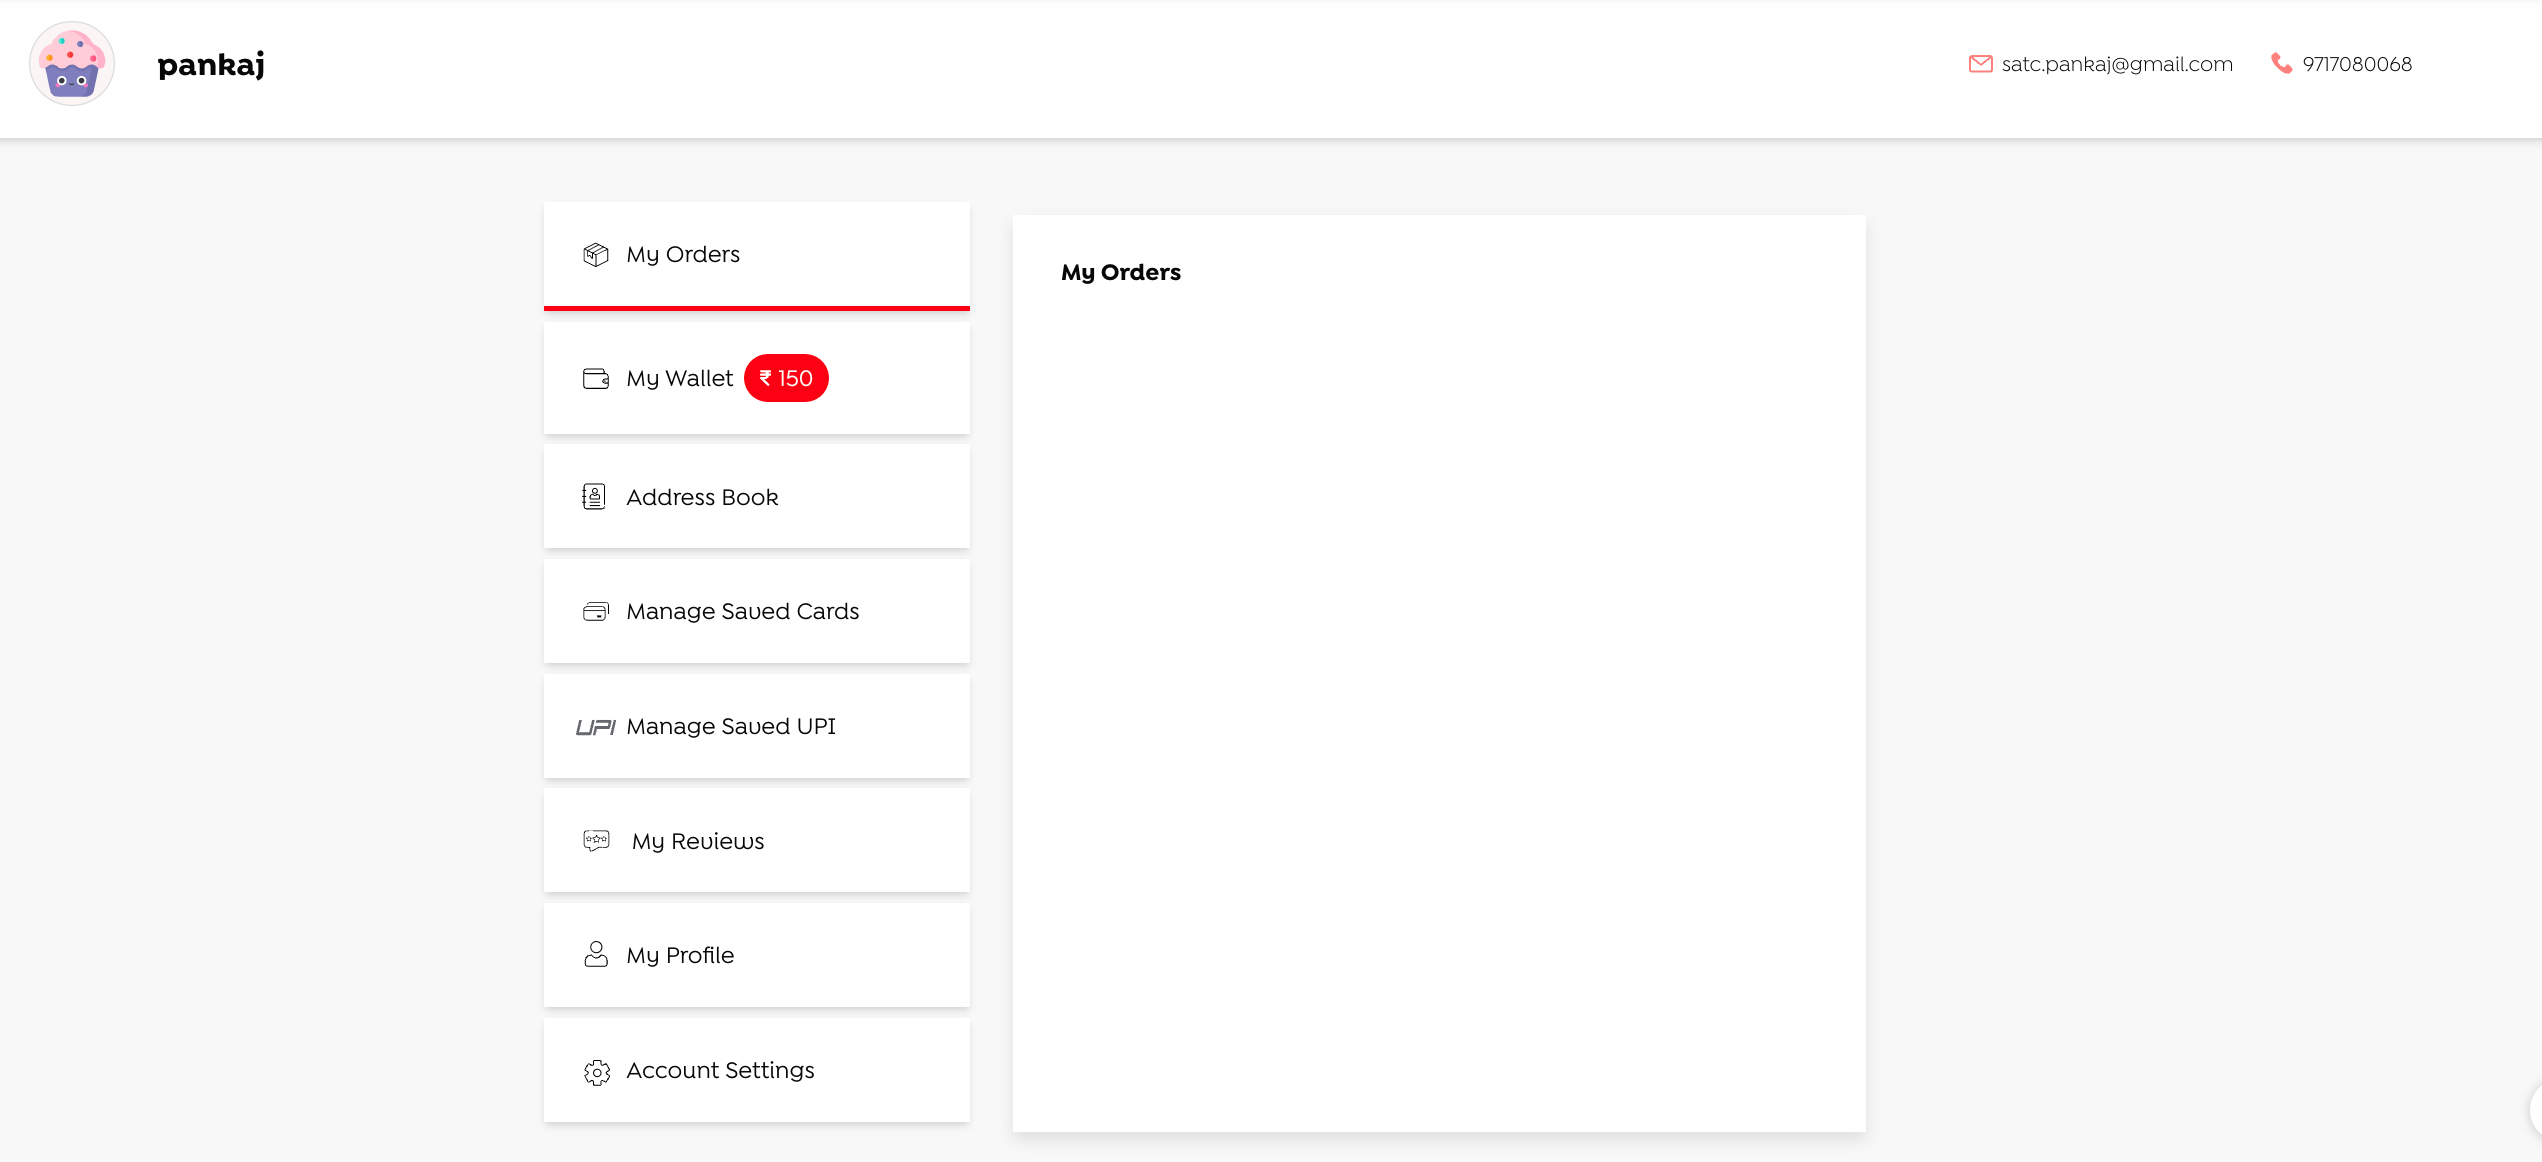 pankaj
satc.pankaj@gmail.com
9717080068
My Orders
My Wallet ₹ 150
Address Book
Manage Saved Cards
UPI Manage Saved UPI
My Reviews
My Profile
Account Settings
My Orders